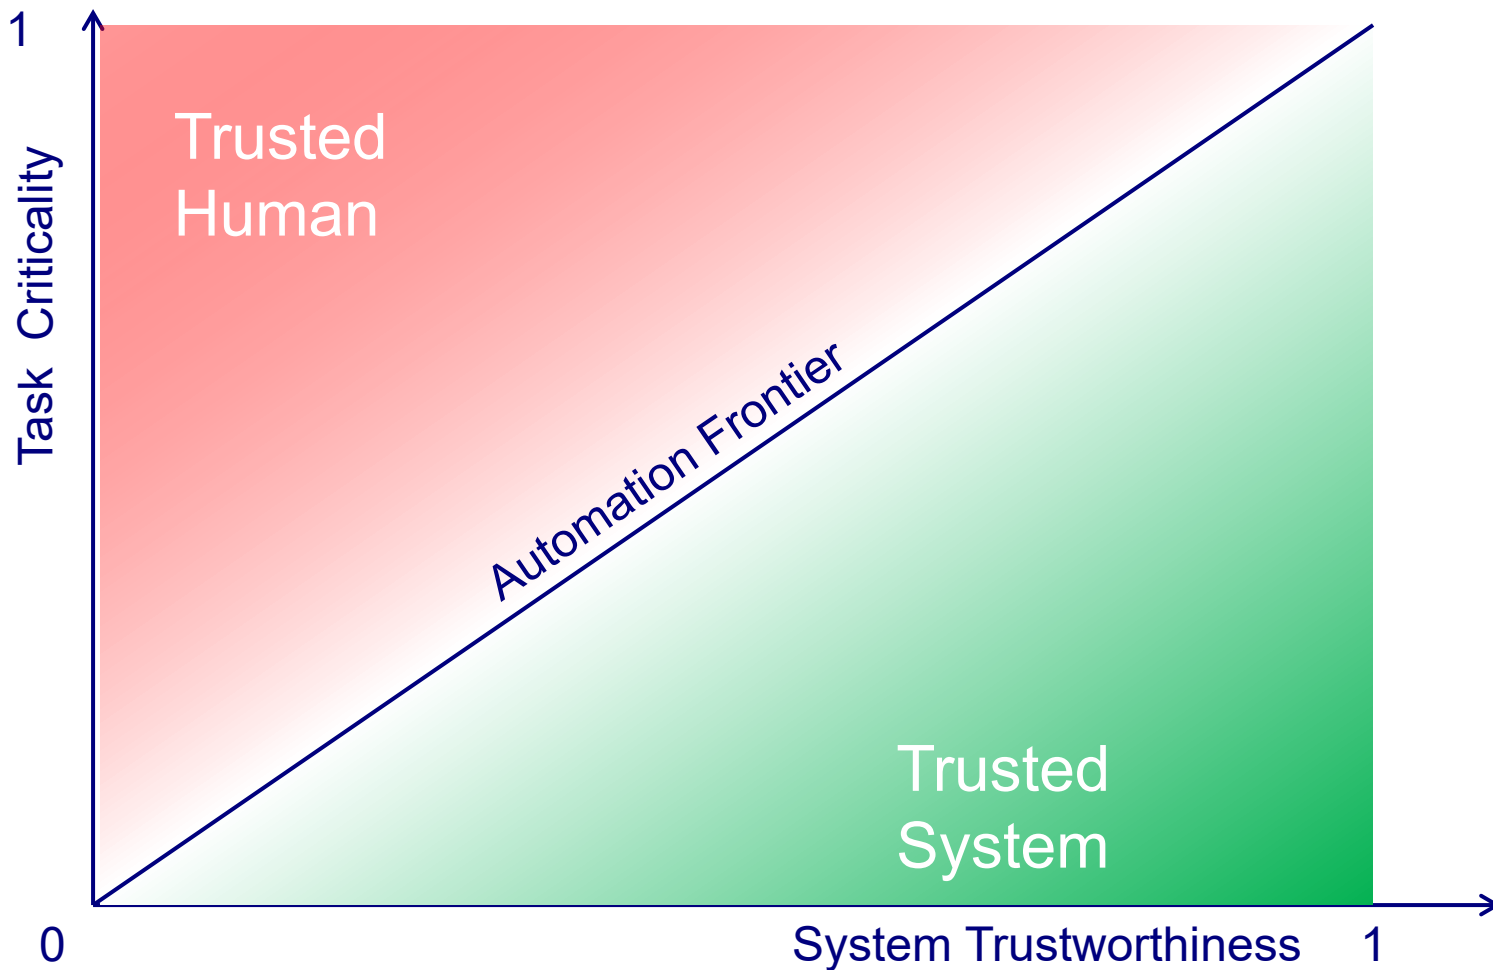 1
Trusted
Human
Task Criticality
Automation Frontier
Trusted
System
0
System Trustworthiness
1